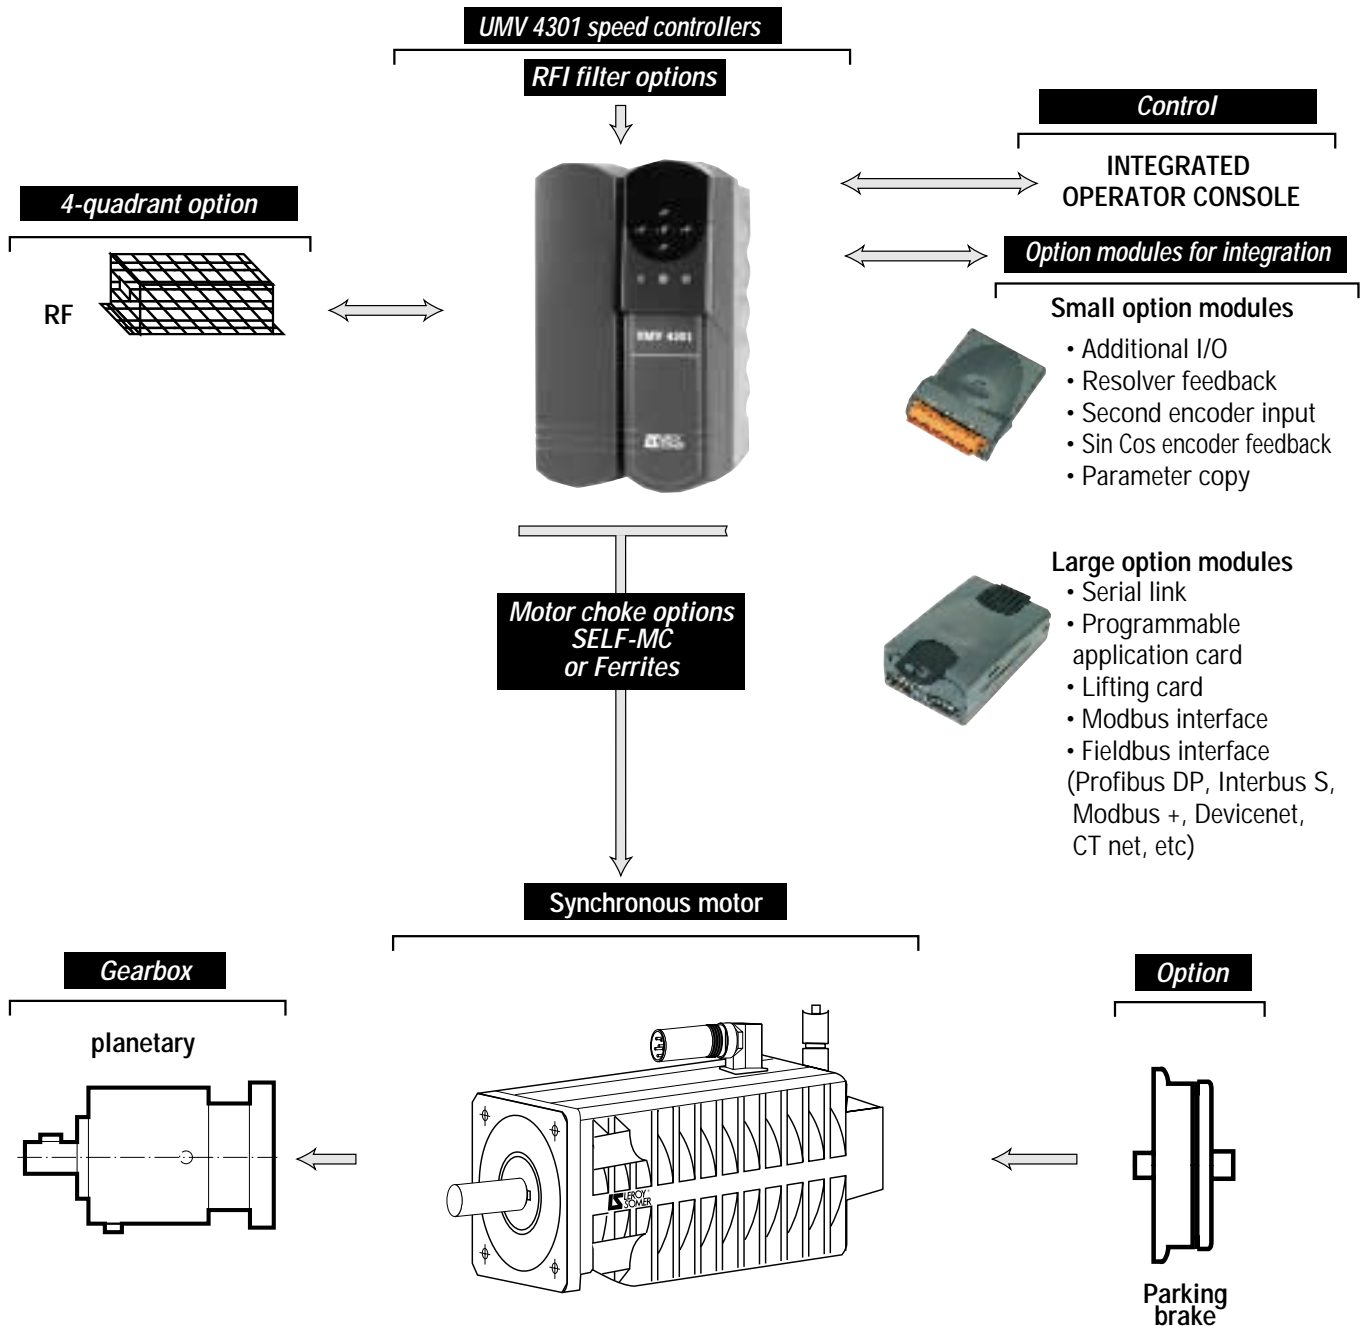 UMV 4301 speed controllers
RFI filter options
Control
INTEGRATED
OPERATOR CONSOLE
4-quadrant option
RF
Option modules for integration
Small option modules
• Additional I/O
• Resolver feedback
• Second encoder input
• Sin Cos encoder feedback
• Parameter copy
UMV 4301
Large option modules
• Serial link
• Programmable
application card
• Lifting card
• Modbus interface
• Fieldbus interface
(Profibus DP, Interbus S,
Modbus +, Devicenet,
CT net, etc)
Motor choke options
SELF-MC
or Ferrites
Synchronous motor
Gearbox
planetary
Option
LEROY
SOMER
Parking
brake